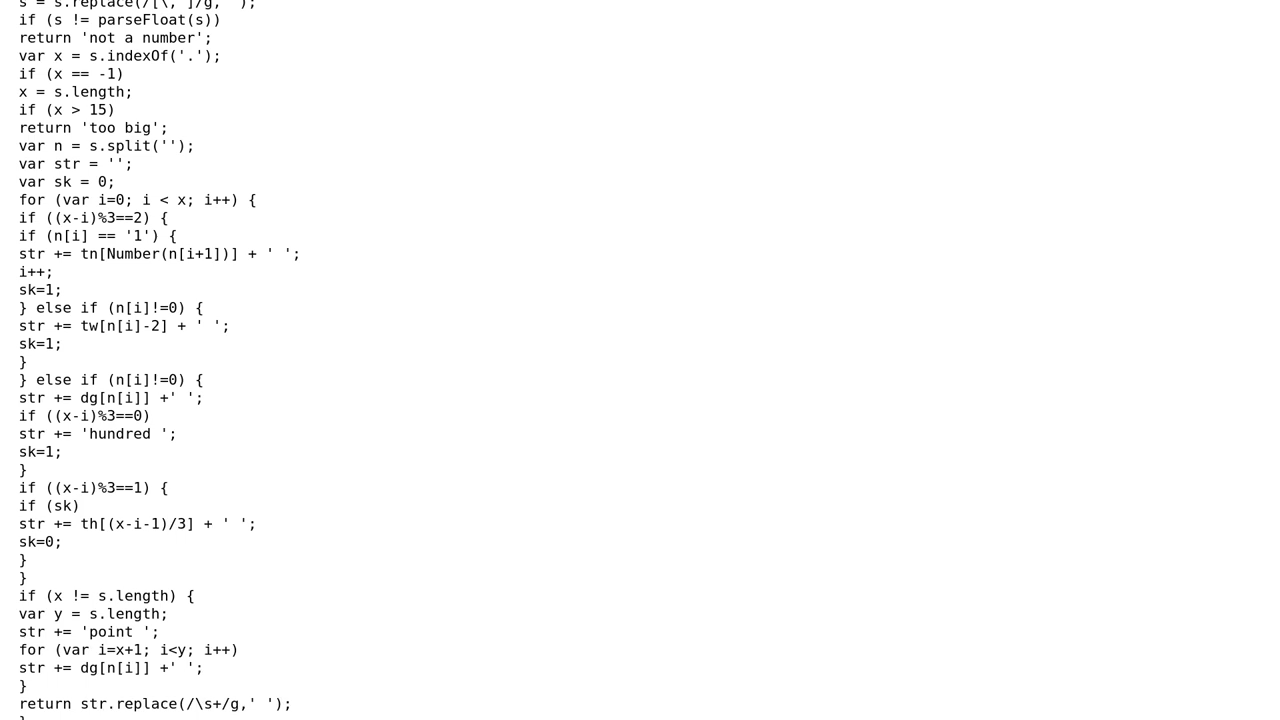 s = s.replace(/[\, ]/g, '');
if (s != parseFloat(s))
return 'not a number';
var x = s.indexOf('.');
if (x == -1)
x = s.length;
if (x > 15)
return 'too big';
var n = s.split('');
var str = '';
var sk = 0;
for (var i=0; i < x; i++) {
if ((x-i)%3==2) {
if (n[i] == '1') {
str += tn[Number(n[i+1])] + ' ';
i++;
sk=1;
} else if (n[i]!=0) {
str += tw[n[i]-2] + ' ';
sk=1;
}
} else if (n[i]!=0) {
str += dg[n[i]] +' ';
if ((x-i)%3==0)
str += 'hundred ';
sk=1;
}
if ((x-i)%3==1) {
if (sk)
str += th[(x-i-1)/3] + ' ';
sk=0;
}
}
if (x != s.length) {
var y = s.length;
str += 'point ';
for (var i=x+1; i<y; i++)
str += dg[n[i]] +' ';
}
return str.replace(/\s+/g,' ');
}